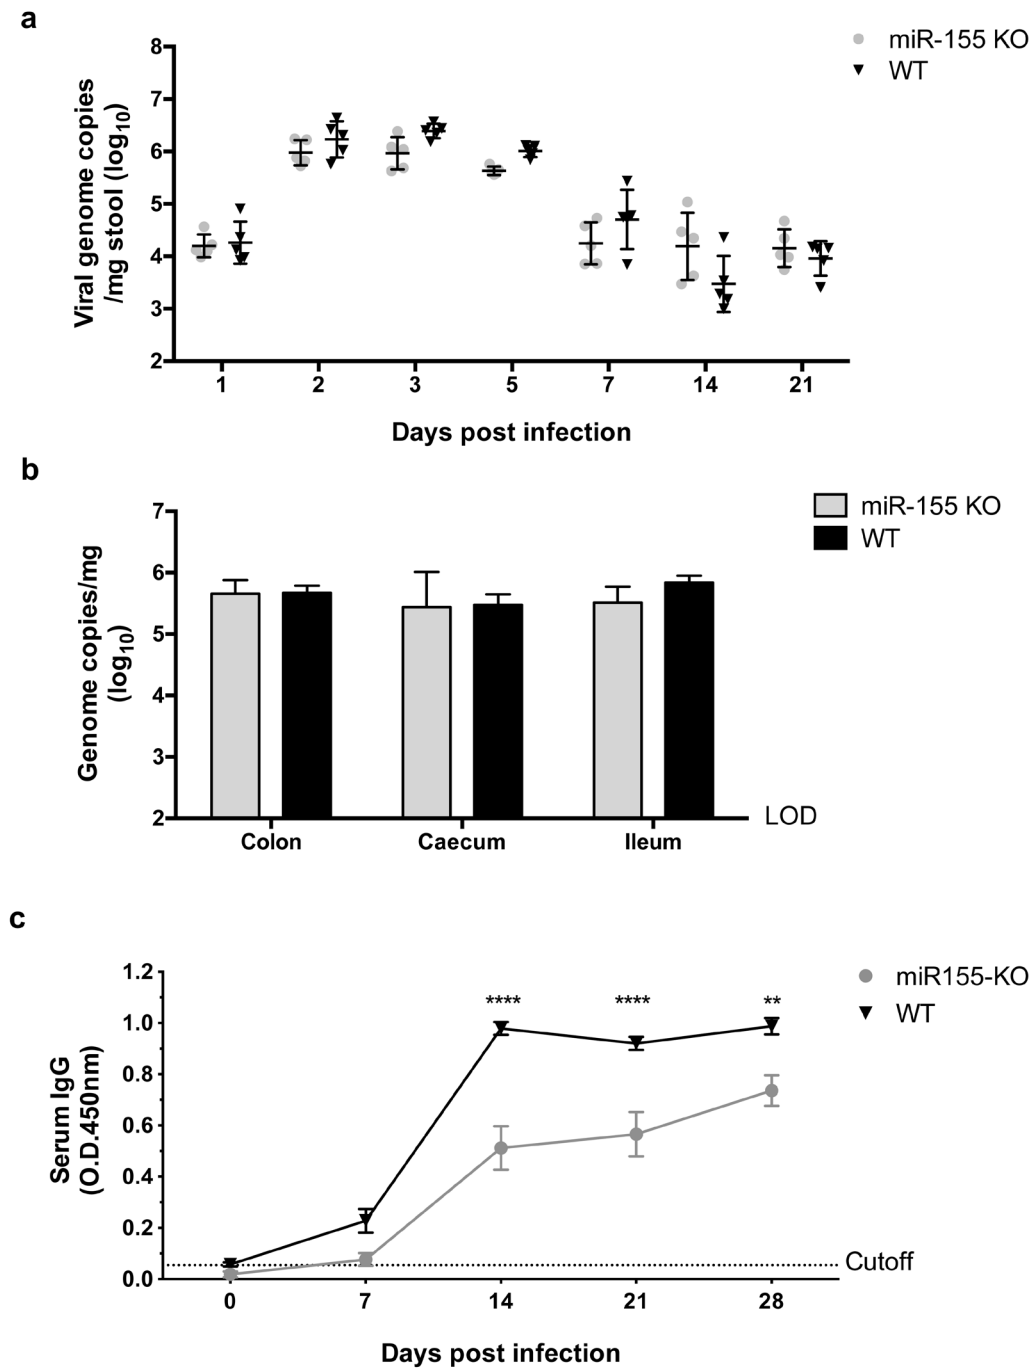 a
miR-155 KO
WT
8
7
6
5
4
3
2
Viral genome copies
/mg stool (log10)
1 2 3 5 7 14 21
Days post infection
b
miR-155 KO
WT
7
6
5
4
3
2
Genome copies/mg
(log10)
LOD
Colon Caecum Ileum
c
miR155-KO
WT
1.2
1.0
0.8
0.6
0.4
0.2
0.0
Serum IgG
(O.D.450nm)
**** **** **
Cutoff
0 7 14 21 28
Days post infection